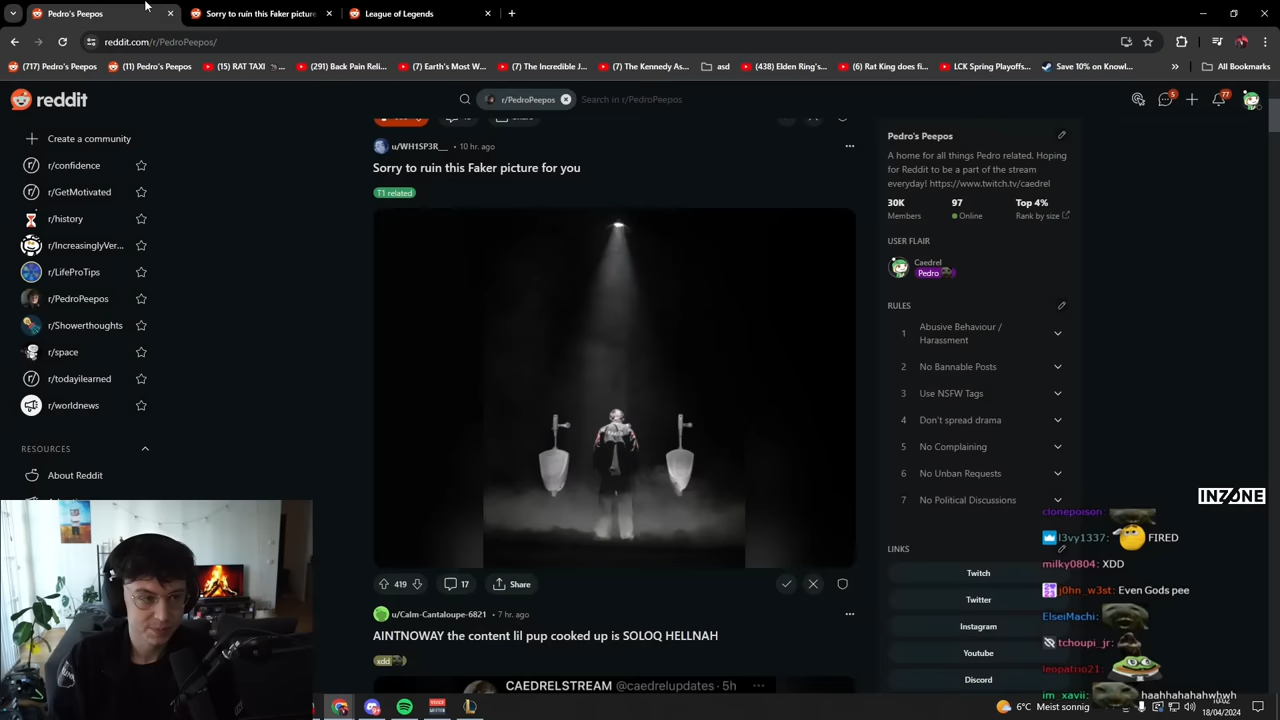 Pedro's Peepos
Sorry to ruin this Faker picture
League of Legends
reddit.com/r/PedroPeepos/
(717) Pedro's Peepos
(11) Pedro's Peepos
(15) RAT TAXI
(291) Back Pain Reli...
(7) Earth's Most W...
(7) The Incredible J...
(7) The Kennedy As...
asd
(438) Elden Ring's...
(6) Rat King does fi...
LCK Spring Playoffs...
Save 10% on Knowl...
All Bookmarks
reddit
r/PedroPeepos
Search in r/PedroPeepos
5
77
Create a community
r/confidence
r/GetMotivated
r/history
r/IncreasinglyVer...
r/LifeProTips
r/PedroPeepos
r/Showerthoughts
r/space
r/todayilearned
r/worldnews
RESOURCES
About Reddit
Share
u/WH1SP3R__ • 10 hr. ago
Sorry to ruin this Faker picture for you
T1 related
419
17
Share
u/Calm-Cantaloupe-6821 • 7 hr. ago
AINTNOWAY the content lil pup cooked up is SOLOQ HELLNAH
xdd
CAEDRELSTREAM @caedrelupdates · 5h
Pedro's Peepos
A home for all things Pedro related. Hoping
for Reddit to be a part of the stream
everyday! https://www.twitch.tv/caedrel
30K 97 Top 4%
Members Online Rank by size
USER FLAIR
Caedrel
Pedro
RULES
1 Abusive Behaviour /
Harassment
2 No Bannable Posts
3 Use NSFW Tags
4 Don't spread drama
5 No Complaining
6 No Unban Requests
7 No Political Discussions
LINKS
Twitch
Twitter
Instagram
Youtube
Discord
INZONE
clonepoison:
l3vy1337: FIRED
milky0804: XDD
j0hn_w3st: Even Gods pee
ElseiMachi:
tchoupi_jr:
leopatrio21:
im_xavii: haahhahahahwhwh
6°C Meist sonnig
10:02
18/04/2024